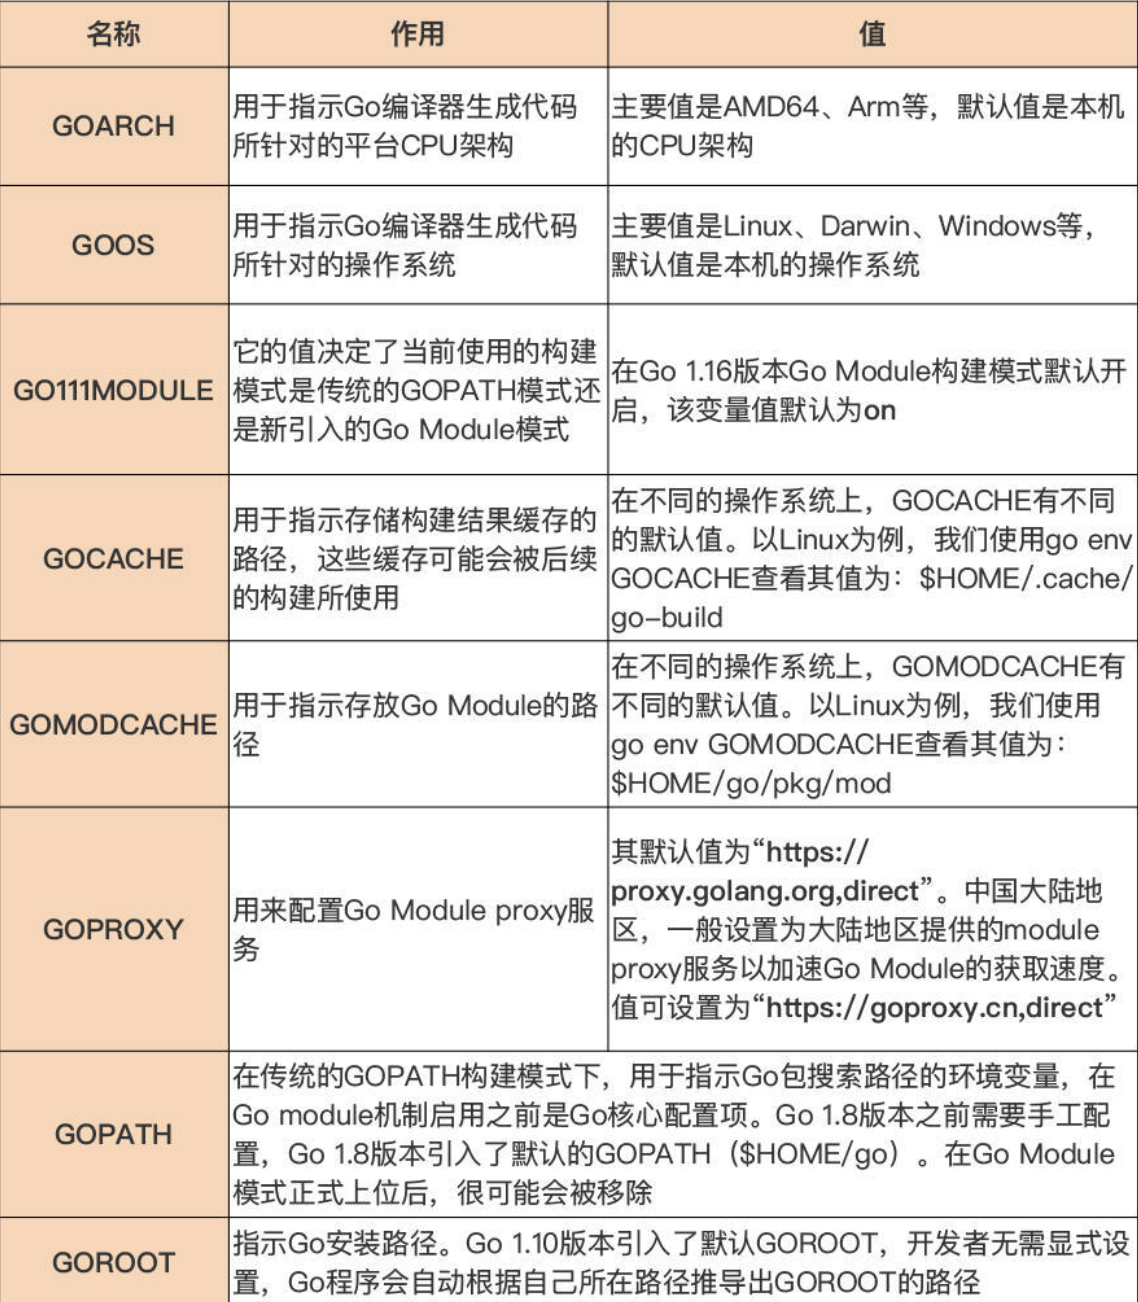 名称
作用
值
GOARCH
用于指示Go编译器生成代码
所针对的平台CPU架构
主要值是AMD64、Arm等，默认值是本机
的CPU架构
GOOS
用于指示Go编译器生成代码
所针对的操作系统
主要值是Linux、Darwin、Windows等，
默认值是本机的操作系统
GO111MODULE
它的值决定了当前使用的构建
模式是传统的GOPATH模式还
是新引入的Go Module模式
在Go 1.16版本Go Module构建模式默认开
启，该变量值默认为on
GOCACHE
用于指示存储构建结果缓存的
路径，这些缓存可能会被后续
的构建所使用
在不同的操作系统上，GOCACHE有不同
的默认值。以Linux为例，我们使用go env
GOCACHE查看其值为：$HOME/.cache/
go-build
GOMODCACHE
用于指示存放Go Module的路
径
在不同的操作系统上，GOMODCACHE有
不同的默认值。以Linux为例，我们使用
go env GOMODCACHE查看其值为：
$HOME/go/pkg/mod
GOPROXY
用来配置Go Module proxy服
务
其默认值为“https://
proxy.golang.org,direct”。中国大陆地
区，一般设置为大陆地区提供的module
proxy服务以加速Go Module的获取速度。
值可设置为“https://goproxy.cn,direct”
GOPATH
在传统的GOPATH构建模式下，用于指示Go包搜索路径的环境变量，在
Go module机制启用之前是Go核心配置项。Go 1.8版本之前需要手工配
置，Go 1.8版本引入了默认的GOPATH（$HOME/go）。在Go Module
模式正式上位后，很可能会被移除
GOROOT
指示Go安装路径。Go 1.10版本引入了默认GOROOT，开发者无需显式设
置，Go程序会自动根据自己所在路径推导出GOROOT的路径